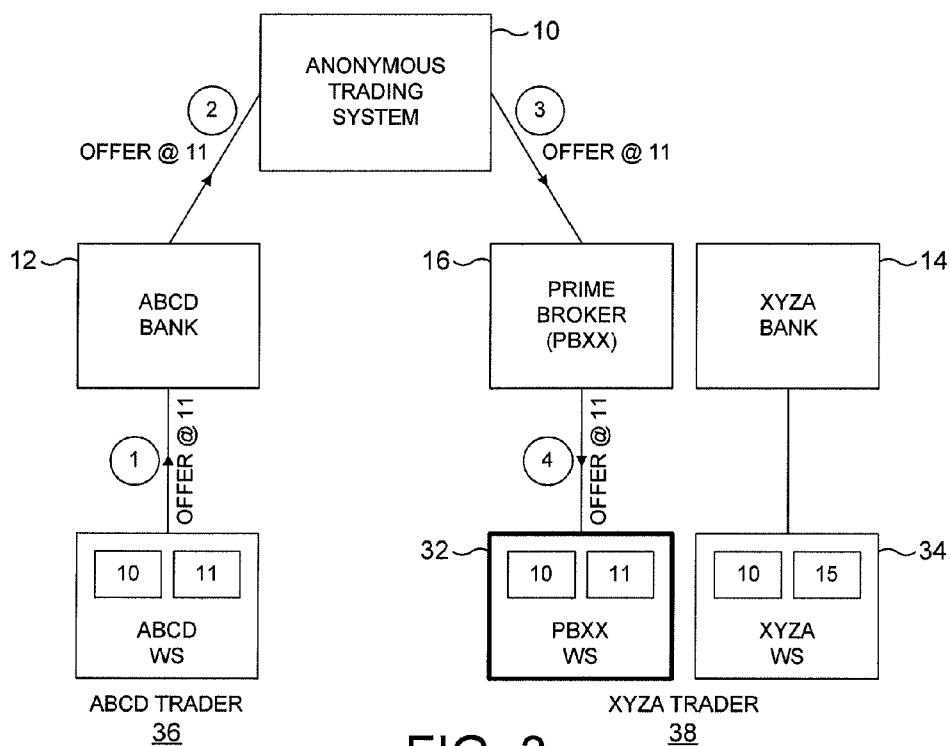 10
ANONYMOUS
TRADING
SYSTEM
2
OFFER @ 11
3
OFFER @ 11
12
ABCD
BANK
16
PRIME
BROKER
(PBXX)
14
XYZA
BANK
1
OFFER @ 11
4
OFFER @ 11
10 11
ABCD
WS
32
10 11
PBXX
WS
34
10 15
XYZA
WS
ABCD TRADER
36
XYZA TRADER
38
FIG.